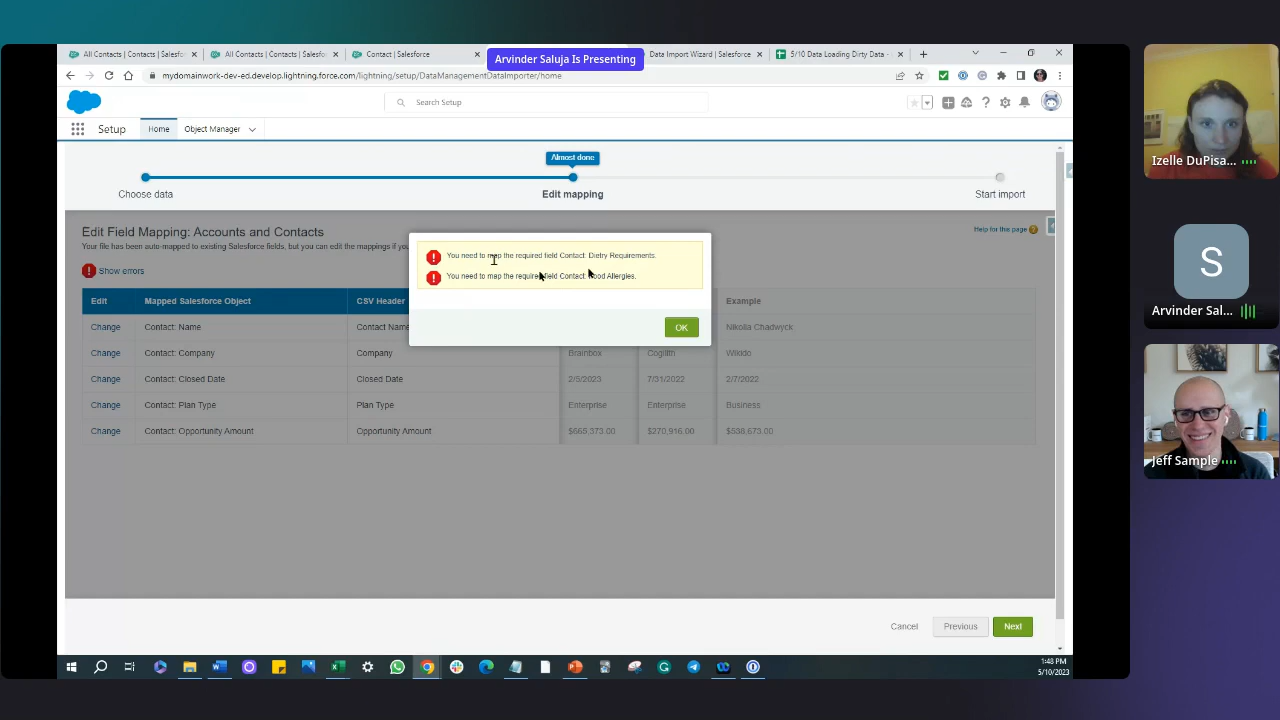 All Contacts | Contacts | Salesfo
All Contacts | Contacts | Salesfo
Contact | Salesforce
Arvinder Saluja Is Presenting
Data Import Wizard | Salesforce
5/10 Data Loading Dirty Data -
mydomainwork-dev-ed.develop.lightning.force.com/lightning/setup/DataManagementDataImporter/home
Search Setup
Setup
Home
Object Manager
Almost done
Choose data
Edit mapping
Start import
Edit Field Mapping: Accounts and Contacts
Help for this page
Your file has been auto-mapped to existing Salesforce fields, but you can edit the mappings if you
Show errors
You need to map the required field Contact: Dietry Requirements.
You need to map the required field Contact: Food Allergies.
OK
Edit Mapped Salesforce Object CSV Header Example
Change Contact: Name Contact Name Nikolia Chadwyck
Change Contact: Company Company Brainbox Cogilith Wikido
Change Contact: Closed Date Closed Date 2/5/2023 7/31/2022 2/7/2022
Change Contact: Plan Type Plan Type Enterprise Enterprise Business
Change Contact: Opportunity Amount Opportunity Amount $565,373.00 $270,916.00 $538,673.00
Cancel
Previous
Next
1:48 PM
5/10/2023
Izelle DuPisa...
S
Arvinder Sal...
Jeff Sample